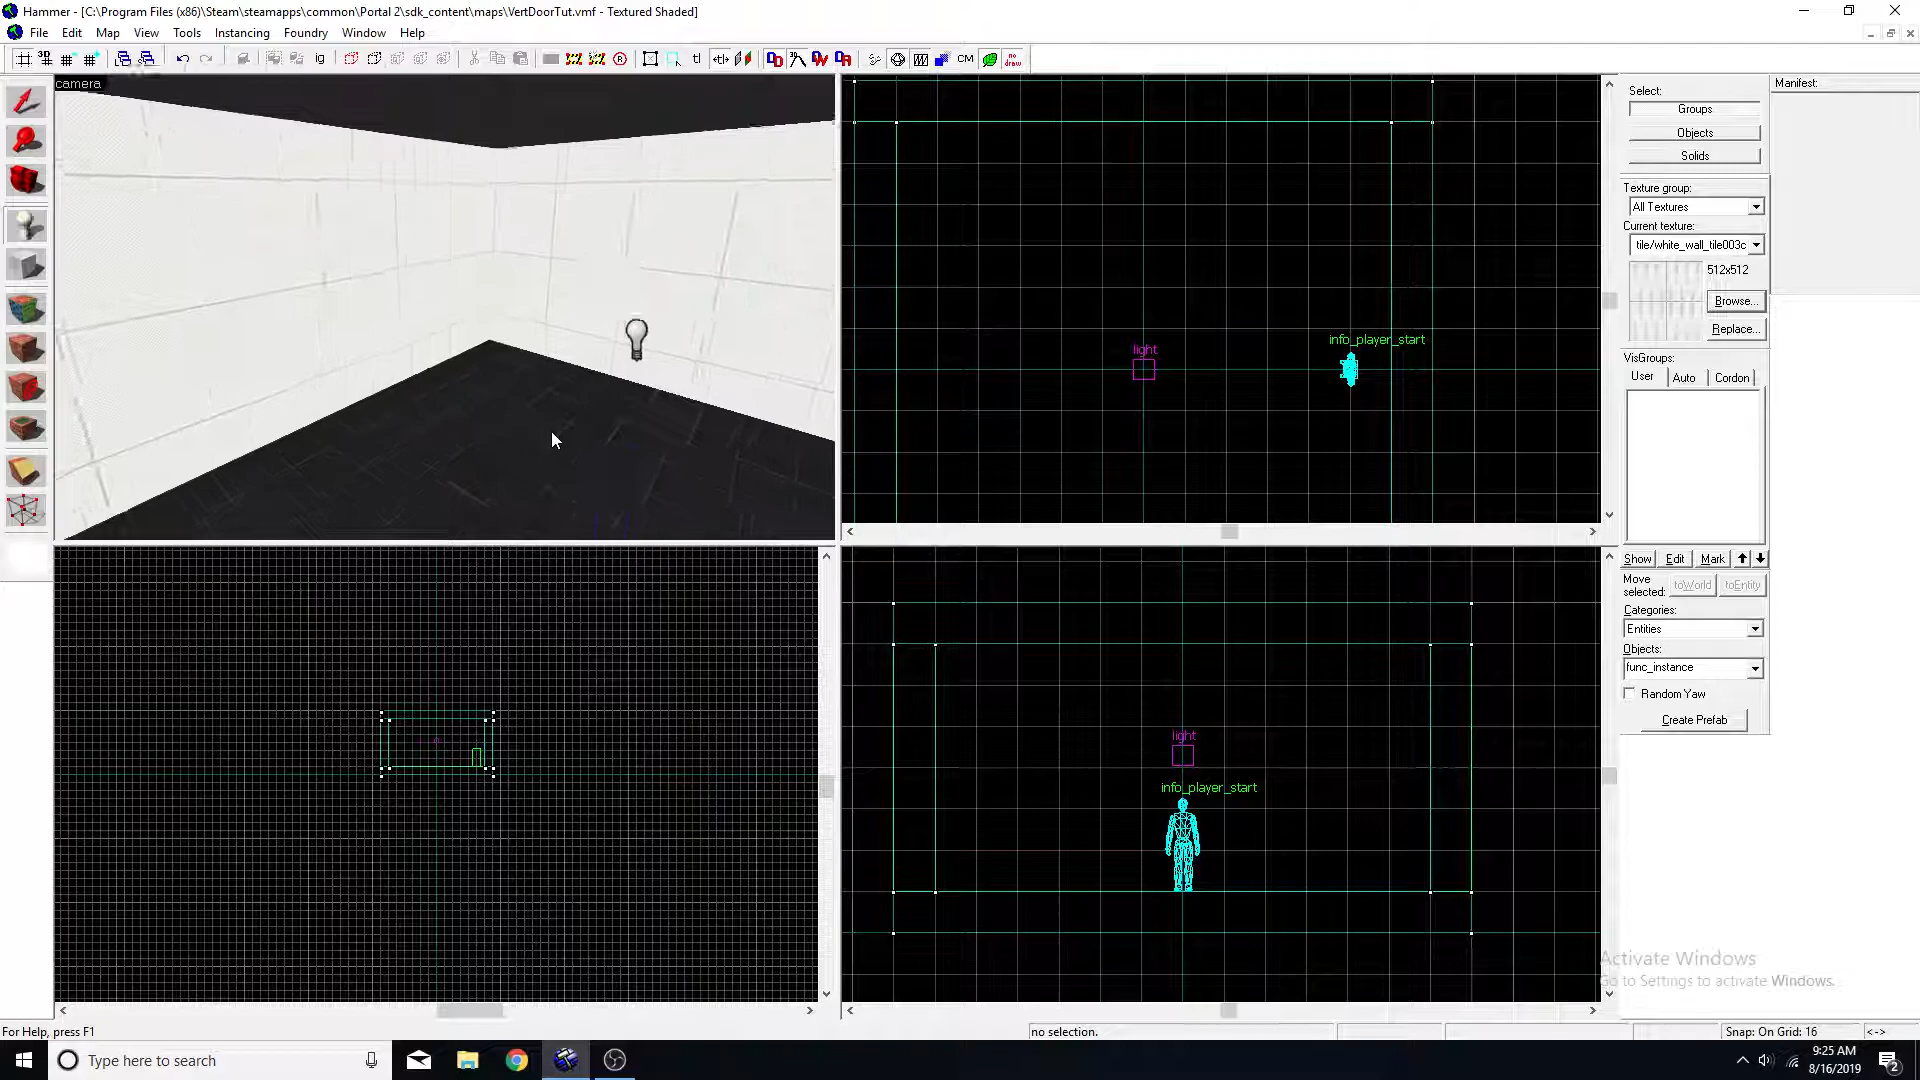 Hammer - [C:\Program Files (x86)\Steam\steamapps\common\Portal 2\sdk_content\maps\VertDoorTut.vmf - Textured Shaded]
File Edit Map View Tools Instancing Foundry Window Help
3D
ig
tl
CM
camera
light
info_player_start
light
info_player_start
Select:
Groups
Objects
Solids
Texture group:
All Textures
Current texture:
tile/white_wall_tile003c
512x512
Browse...
Replace...
VisGroups:
User Auto Cordon
Show Edit Mark
Move selected: toWorld toEntity
Categories:
Entities
Objects:
func_instance
Random Yaw
Create Prefab
Manifest:
Activate Windows
Go to Settings to activate Windows.
For Help, press F1
no selection.
Snap: On Grid: 16
<->
Type here to search
9:25 AM
8/16/2019
2